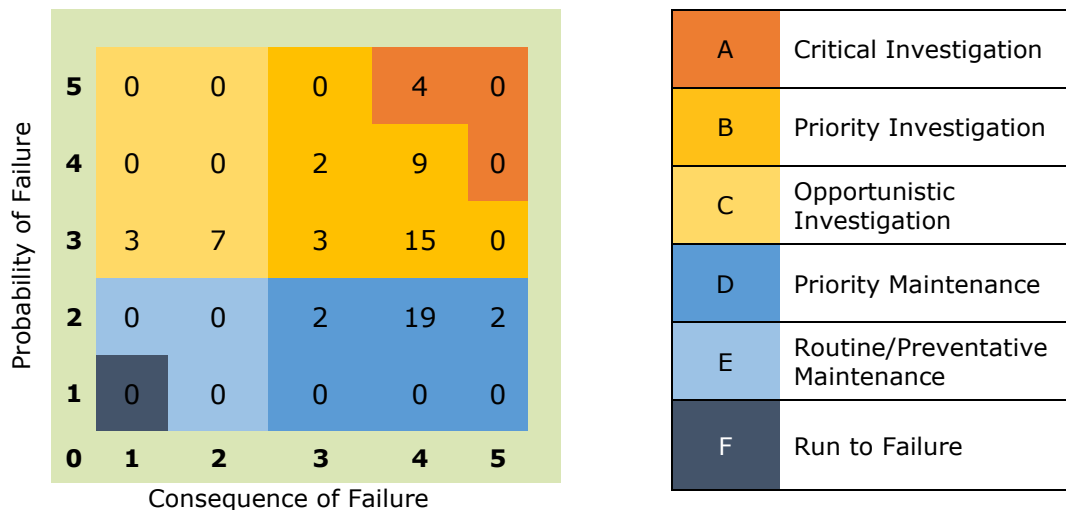 Probability of Failure
5 0 0 0 4 0
4 0 0 2 9 0
3 3 7 3 15 0
2 0 0 2 19 2
1 0 0 0 0 0
0 1 2 3 4 5
Consequence of Failure
A Critical Investigation
B Priority Investigation
C Opportunistic
Investigation
D Priority Maintenance
E Routine/Preventative
Maintenance
F Run to Failure